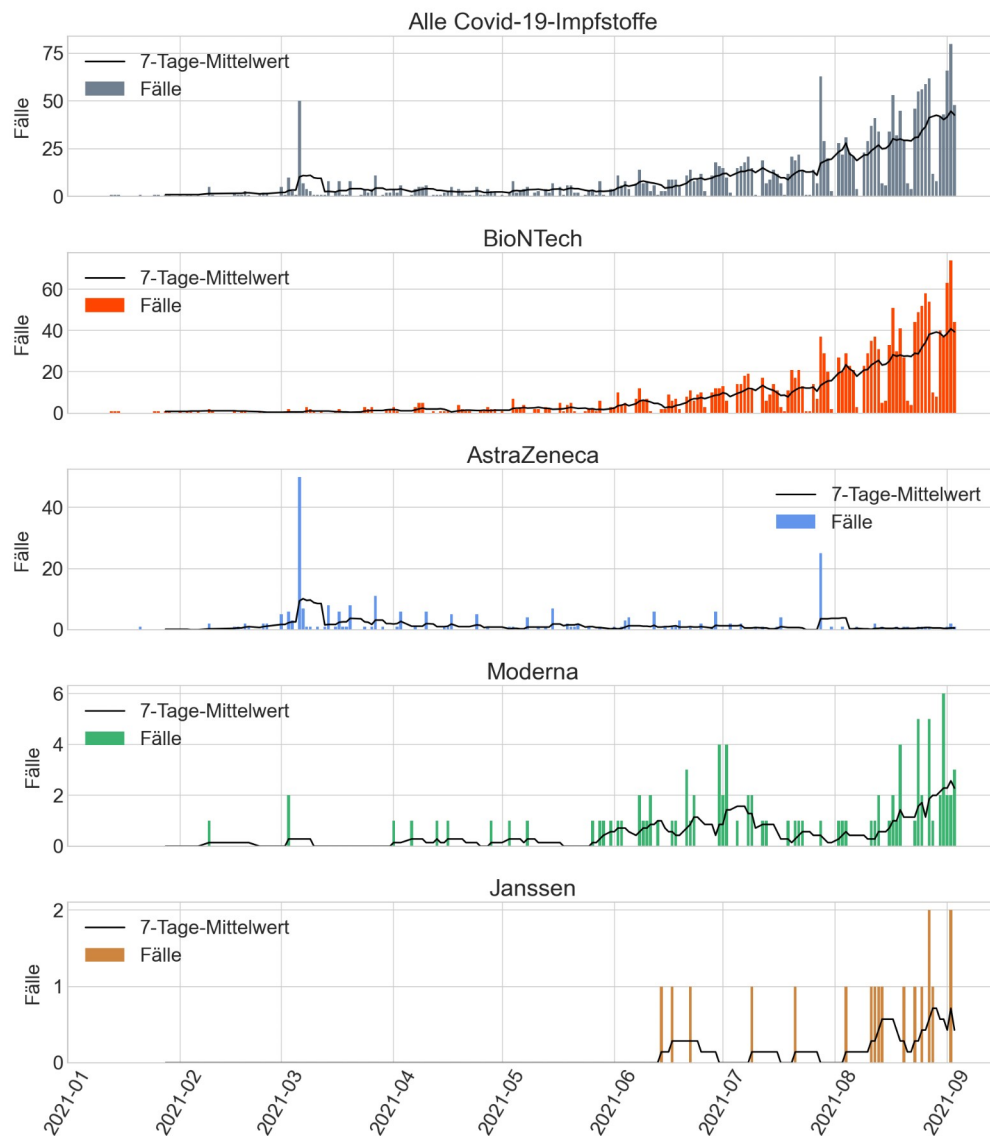 Alle Covid-19-Impfstoffe
75
7-Tage-Mittelwert
Fälle
50
Fälle
25
0
BioNTech
7-Tage-Mittelwert
60
Fälle
40
Fälle
20
0
AstraZeneca
7-Tage-Mittelwert
40
Fälle
Fälle
20
0
Moderna
6
7-Tage-Mittelwert
Fälle
4
Fälle
2
0
Janssen
2
7-Tage-Mittelwert
Fälle
Fälle
1
0
2021-01
2021-02
2021-03
2021-04
2021-05
2021-06
2021-07
2021-08
2021-09